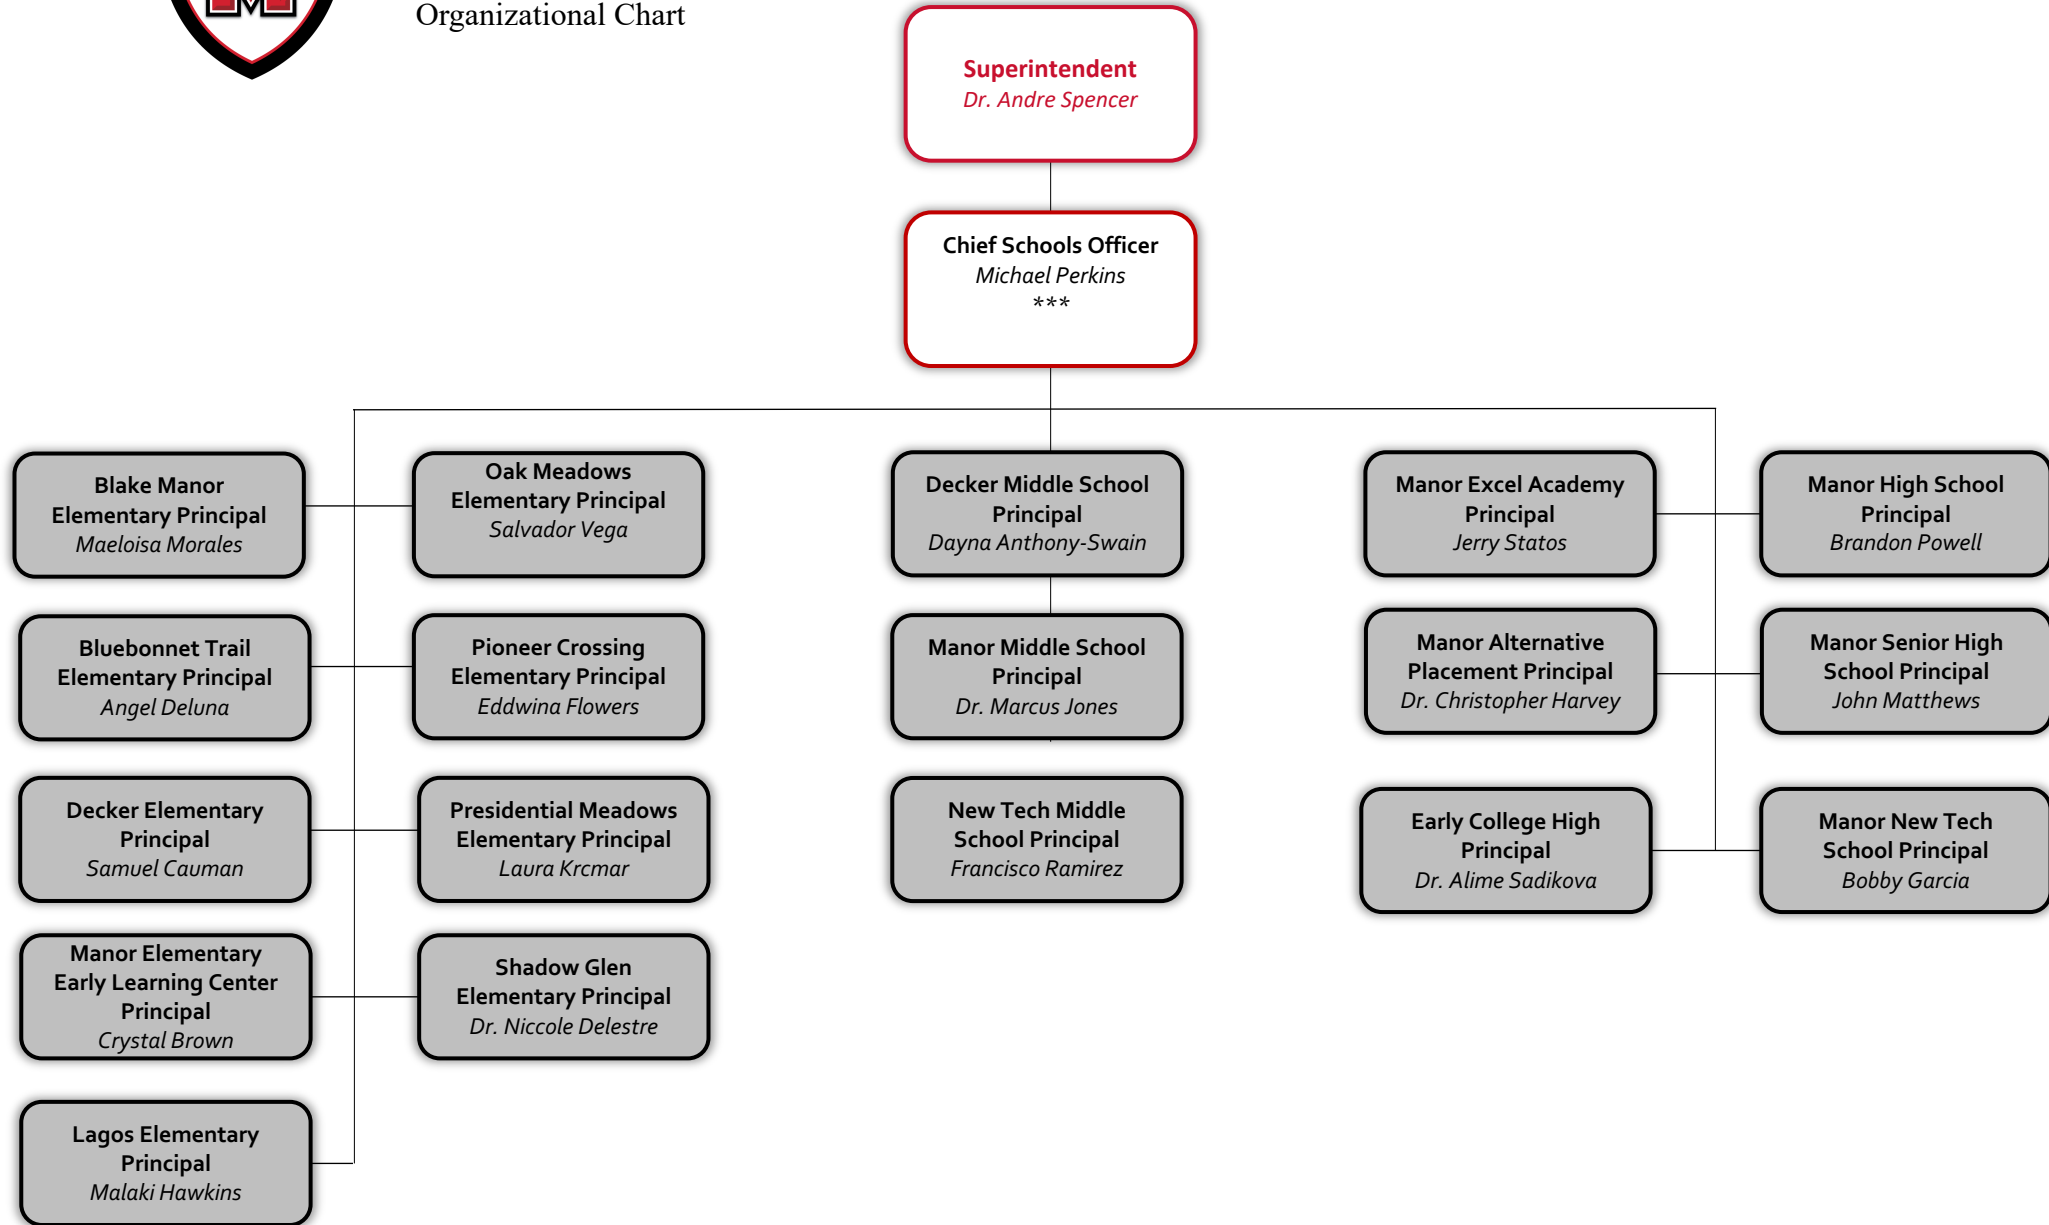 M
Organizational Chart
Superintendent
Dr. Andre Spencer
Chief Schools Officer
Michael Perkins
***
Blake Manor
Elementary Principal
Maeloisa Morales
Oak Meadows
Elementary Principal
Salvador Vega
Decker Middle School
Principal
Dayna Anthony-Swain
Manor Excel Academy
Principal
Jerry Statos
Manor High School
Principal
Brandon Powell
Bluebonnet Trail
Elementary Principal
Angel Deluna
Pioneer Crossing
Elementary Principal
Eddwina Flowers
Manor Middle School
Principal
Dr. Marcus Jones
Manor Alternative
Placement Principal
Dr. Christopher Harvey
Manor Senior High
School Principal
John Matthews
Decker Elementary
Principal
Samuel Cauman
Presidential Meadows
Elementary Principal
Laura Krcmar
New Tech Middle
School Principal
Francisco Ramirez
Early College High
Principal
Dr. Alime Sadikova
Manor New Tech
School Principal
Bobby Garcia
Manor Elementary
Early Learning Center
Principal
Crystal Brown
Shadow Glen
Elementary Principal
Dr. Niccole Delestre
Lagos Elementary
Principal
Malaki Hawkins